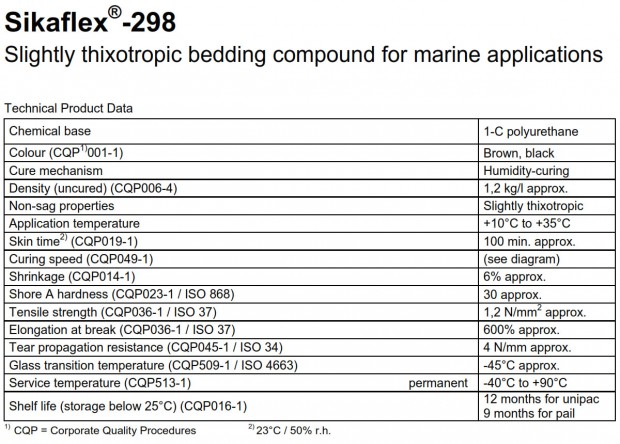 Sikaflex®-298
Slightly thixotropic bedding compound for marine applications
Technical Product Data
Chemical base 1-C polyurethane
Colour (CQP1)001-1) Brown, black
Cure mechanism Humidity-curing
Density (uncured) (CQP006-4) 1,2 kg/l approx.
Non-sag properties Slightly thixotropic
Application temperature +10°C to +35°C
Skin time2) (CQP019-1) 100 min. approx.
Curing speed (CQP049-1) (see diagram)
Shrinkage (CQP014-1) 6% approx.
Shore A hardness (CQP023-1 / ISO 868) 30 approx.
Tensile strength (CQP036-1 / ISO 37) 1,2 N/mm2 approx.
Elongation at break (CQP036-1 / ISO 37) 600% approx.
Tear propagation resistance (CQP045-1 / ISO 34) 4 N/mm approx.
Glass transition temperature (CQP509-1 / ISO 4663) -45°C approx.
Service temperature (CQP513-1) permanent -40°C to +90°C
Shelf life (storage below 25°C) (CQP016-1) 12 months for unipac
9 months for pail
1) CQP = Corporate Quality Procedures 2) 23°C / 50% r.h.